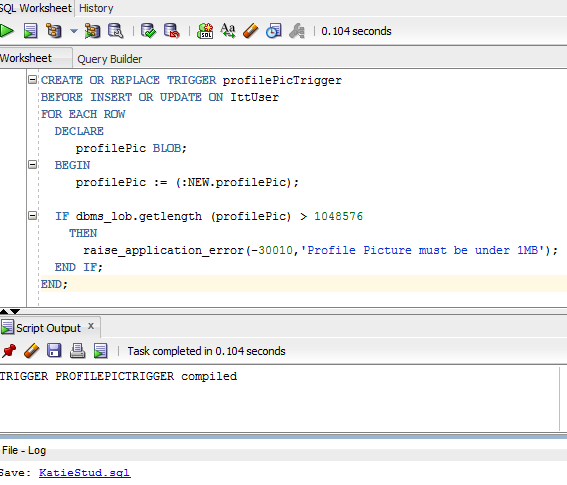 SQL Worksheet History
0.104 seconds
Worksheet Query Builder
CREATE OR REPLACE TRIGGER profilePicTrigger
BEFORE INSERT OR UPDATE ON IttUser
FOR EACH ROW
DECLARE
profilePic BLOB;
BEGIN
profilePic := (:NEW.profilePic);
IF dbms_lob.getlength (profilePic) > 1048576
THEN
raise_application_error(-30010,'Profile Picture must be under 1MB');
END IF;
END;
Script Output x
Task completed in 0.104 seconds
TRIGGER PROFILEPICTRIGGER compiled
File - Log
Save: KatieStud.sql